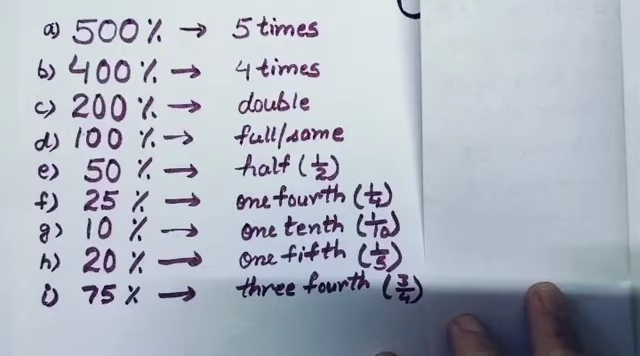 a) 500% → 5 times
b) 400% → 4 times
c) 200% → double
d) 100% → full/same
e) 50% → half (1/2)
f) 25% → one fourth (1/4)
g) 10% → one tenth (1/10)
h) 20% → one fifth (1/5)
i) 75% → three fourth (3/4)